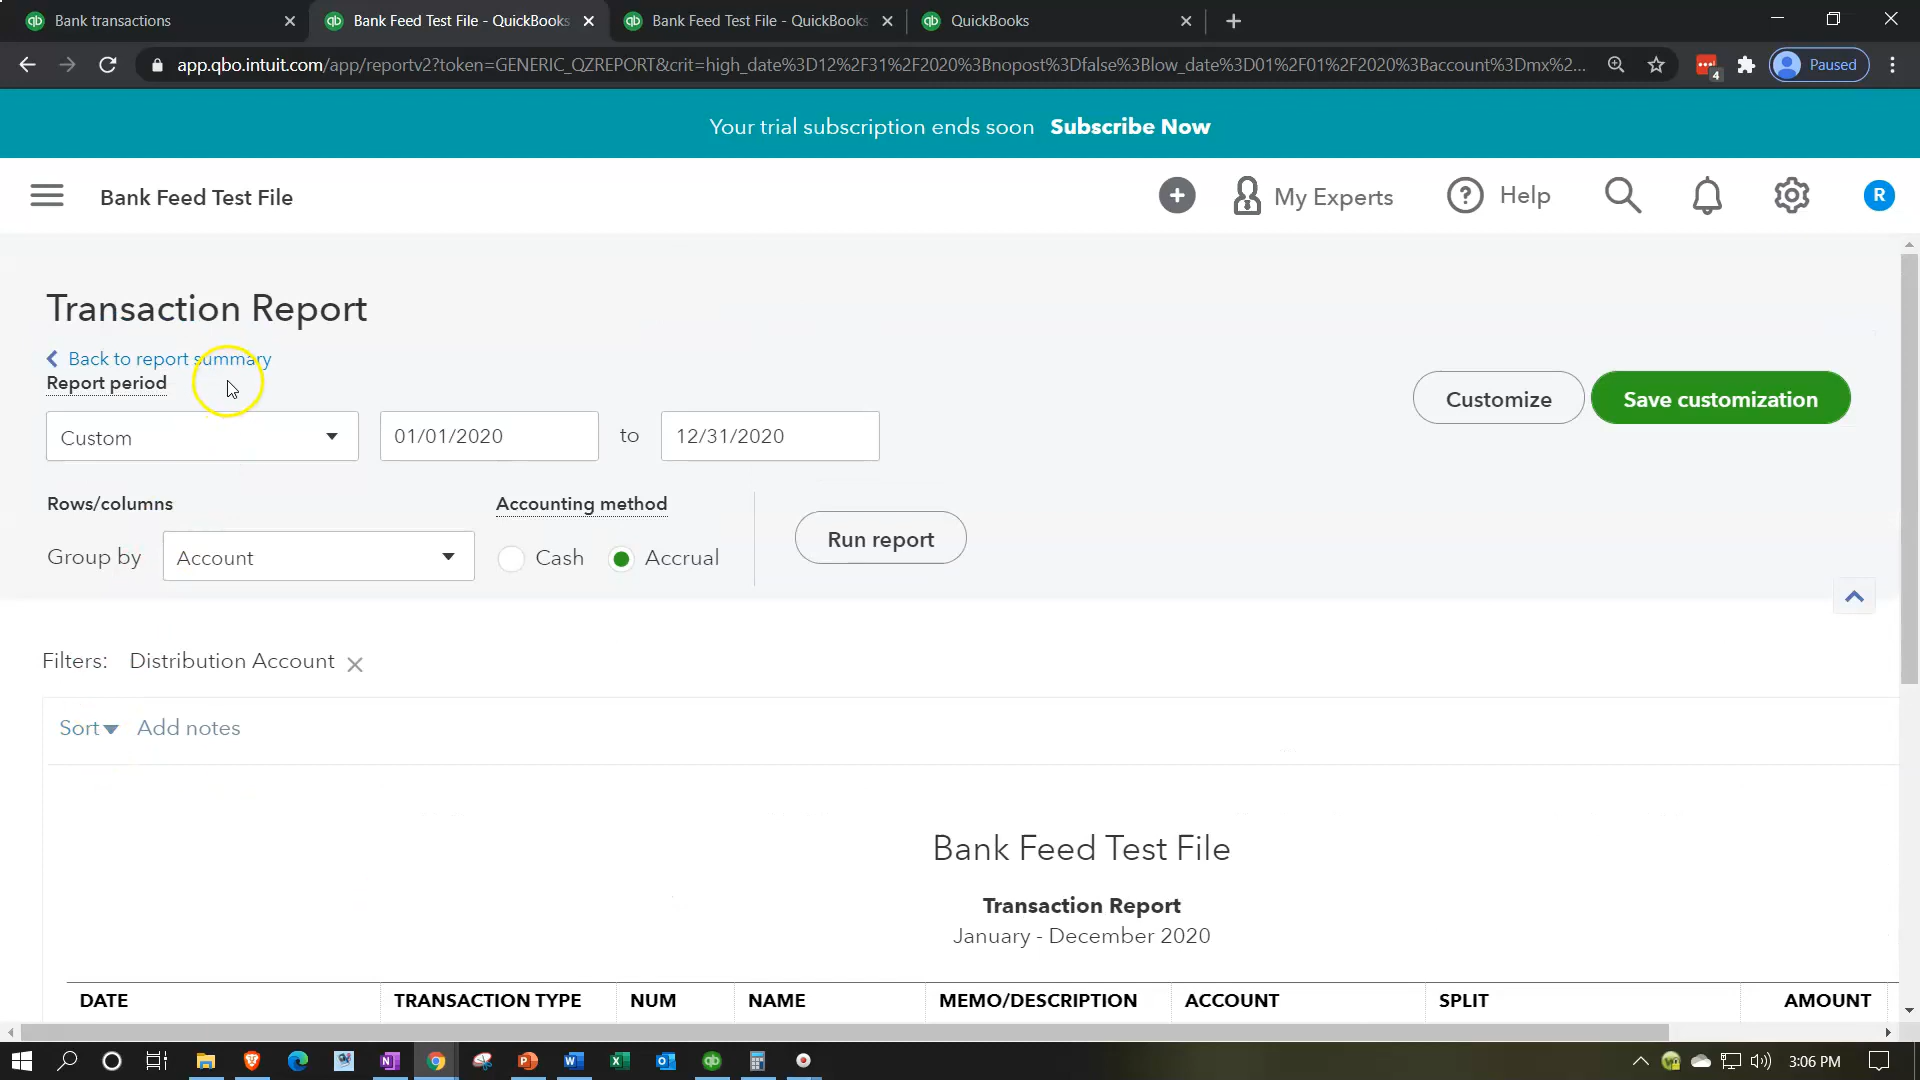 Bank transactions
Bank Feed Test File - QuickBooks
Bank Feed Test File - QuickBooks
QuickBooks
app.qbo.intuit.com/app/reportv2?token=GENERIC_QZREPORT&crit=high_date%3D12%2F31%2F2020%3Bnopost%3Dfalse%3Blow_date%3D01%2F01%2F2020%3Baccount%3Dmx%2...
4
Paused
Your trial subscription ends soon Subscribe Now
Bank Feed Test File
My Experts
Help
R
Transaction Report
Back to report summary
Report period
Custom
01/01/2020 to 12/31/2020
Customize
Save customization
Rows/columns
Accounting method
Group by Account
Cash
Accrual
Run report
Filters: Distribution Account
Sort Add notes
Bank Feed Test File
Transaction Report
January - December 2020
DATE TRANSACTION TYPE NUM NAME MEMO/DESCRIPTION ACCOUNT SPLIT AMOUNT
3:06 PM